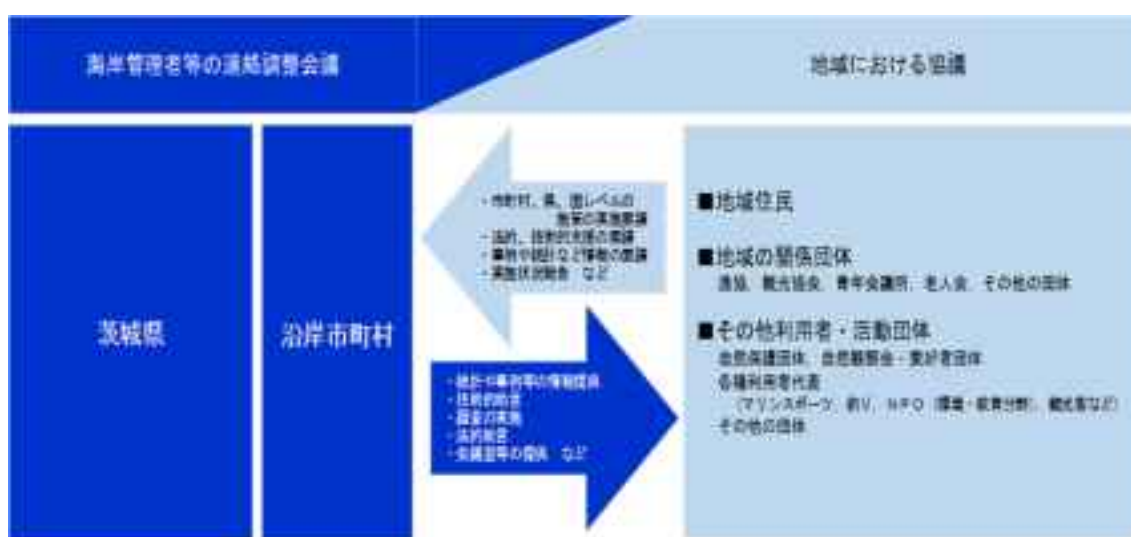 海岸管理者等の連絡調整会議
地域における協議
茨城県
沿岸市町村
・市町村、県、国レベルの
施策の実施要請
・法的、技術的支援の要請
・事例や統計など情報の要請
・実施状況報告 など
・統計や事例等の情報提供
・技術的助言
・調査の実施
・法的助言
・会議室等の提供 など
■地域住民
■地域の関係団体
漁協、観光協会、青年会議所、老人会、その他の団体
■その他利用者・活動団体
自然保護団体、自然観察会・愛好者団体
各種利用者代表
(マリンスポーツ、釣り、NPO(環境・教育分野)、観光客など)
その他の団体